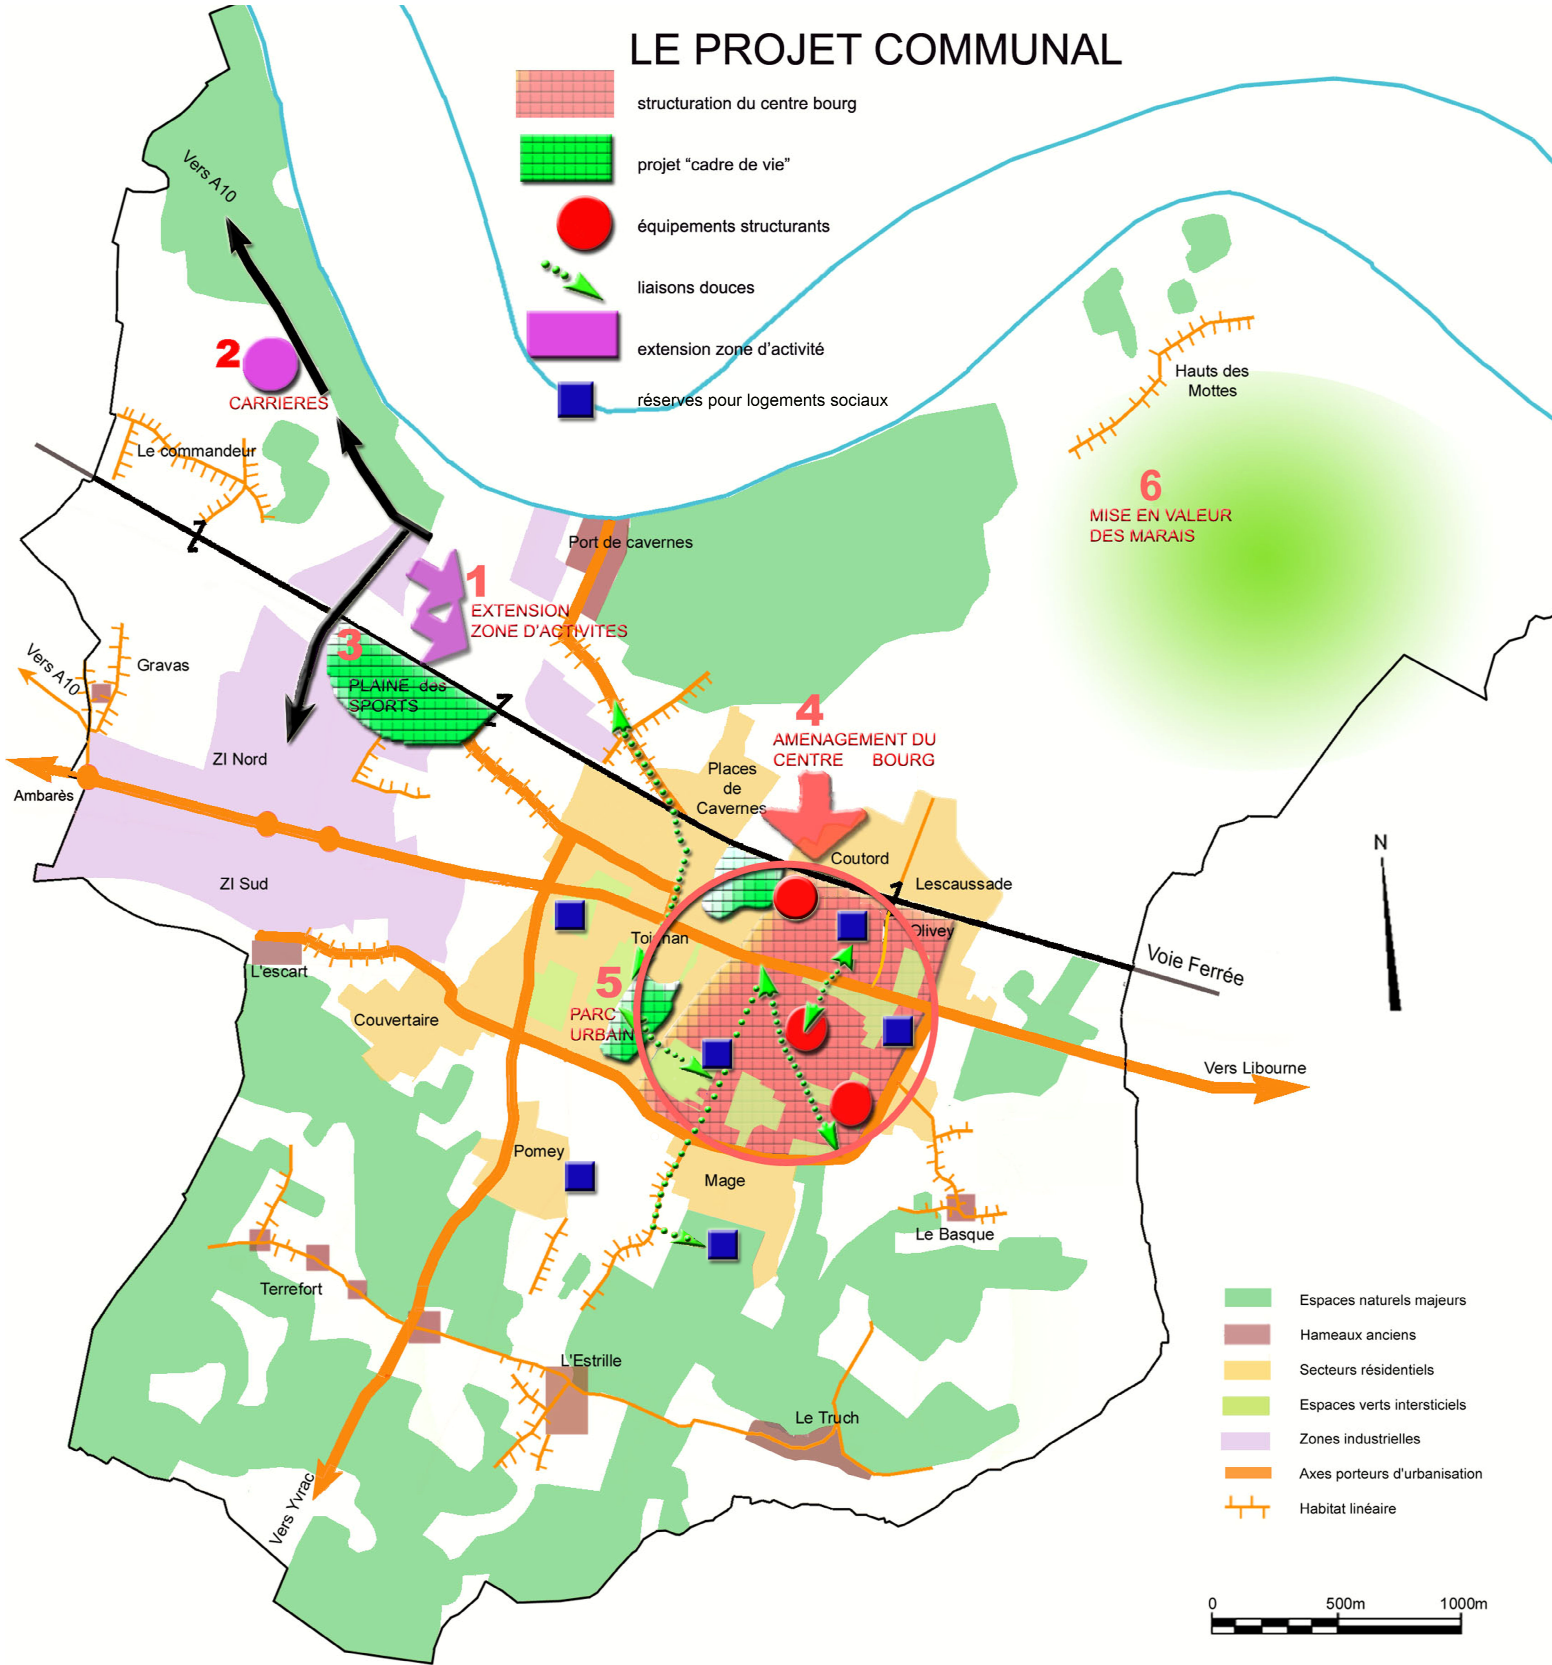 LE PROJET COMMUNAL
structuration du centre bourg
projet “cadre de vie”
équipements structurants
liaisons douces
extension zone d'activité
réserves pour logements sociaux
Vers A10
2
CARRIERES
Le commandeur
Hauts des
Mottes
6
MISE EN VALEUR
DES MARAIS
Port de cavernes
1
EXTENSION
ZONE D'ACTIVITES
3
PLAINE des
SPORTS
Gravas
Vers A10
ZI Nord
Ambarès
ZI Sud
4
AMENAGEMENT DU
CENTRE BOURG
Places
de
Cavernes
Coutord
Lescaussade
Olivey
N
Voie Ferrée
Toignan
L'escart
5
PARC
URBAIN
Couvertaire
Vers Libourne
Pomey
Mage
Le Basque
Terrefort
L'Estrille
Le Truch
Vers Yvrac
Espaces naturels majeurs
Hameaux anciens
Secteurs résidentiels
Espaces verts intersticiels
Zones industrielles
Axes porteurs d'urbanisation
Habitat linéaire
0 500m 1000m